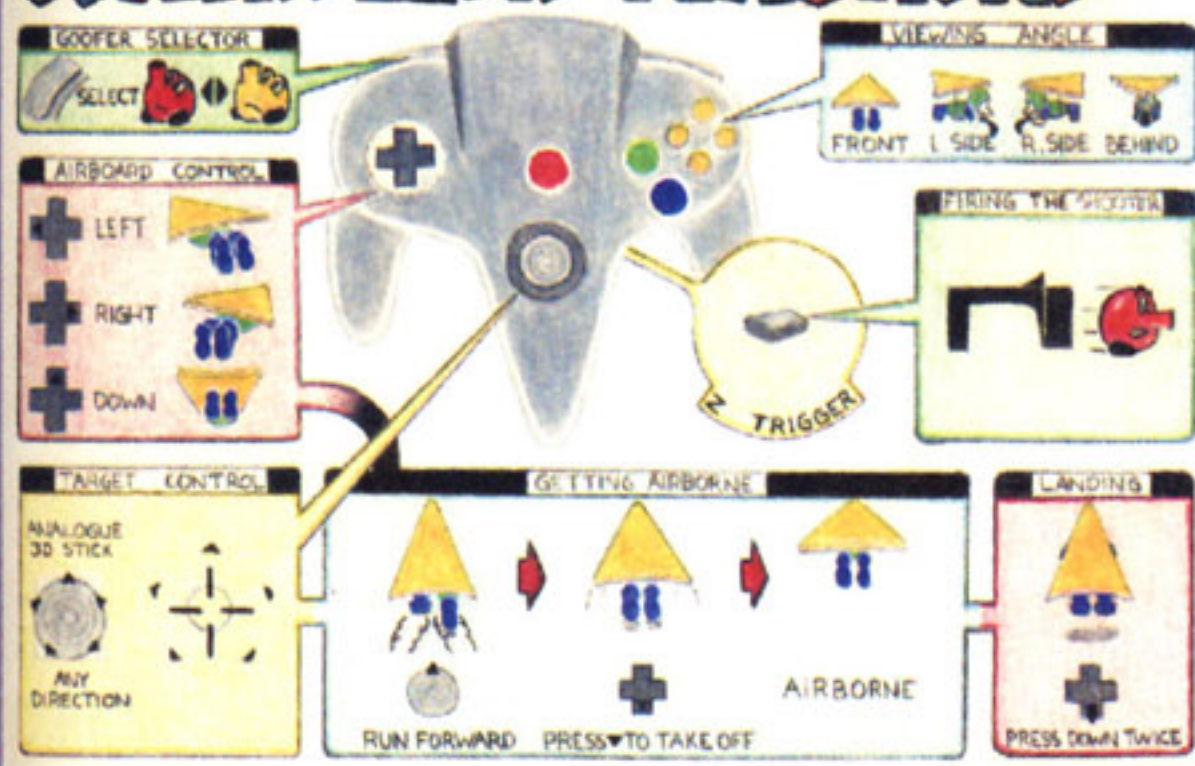 GOOFER SELECTOR
SELECT
VIEWING ANGLE
FRONT L SIDE R.SIDE BEHIND
AIRBOARD CONTROL
LEFT
RIGHT
DOWN
FIRING THE SHOOTER
Z TRIGGER
TARGET CONTROL
ANALOGUE
3D STICK
ANY
DIRECTION
GETTING AIRBORNE
RUN FORWARD
PRESS▼TO TAKE OFF
AIRBORNE
LANDING
PRESS DOWN TWICE